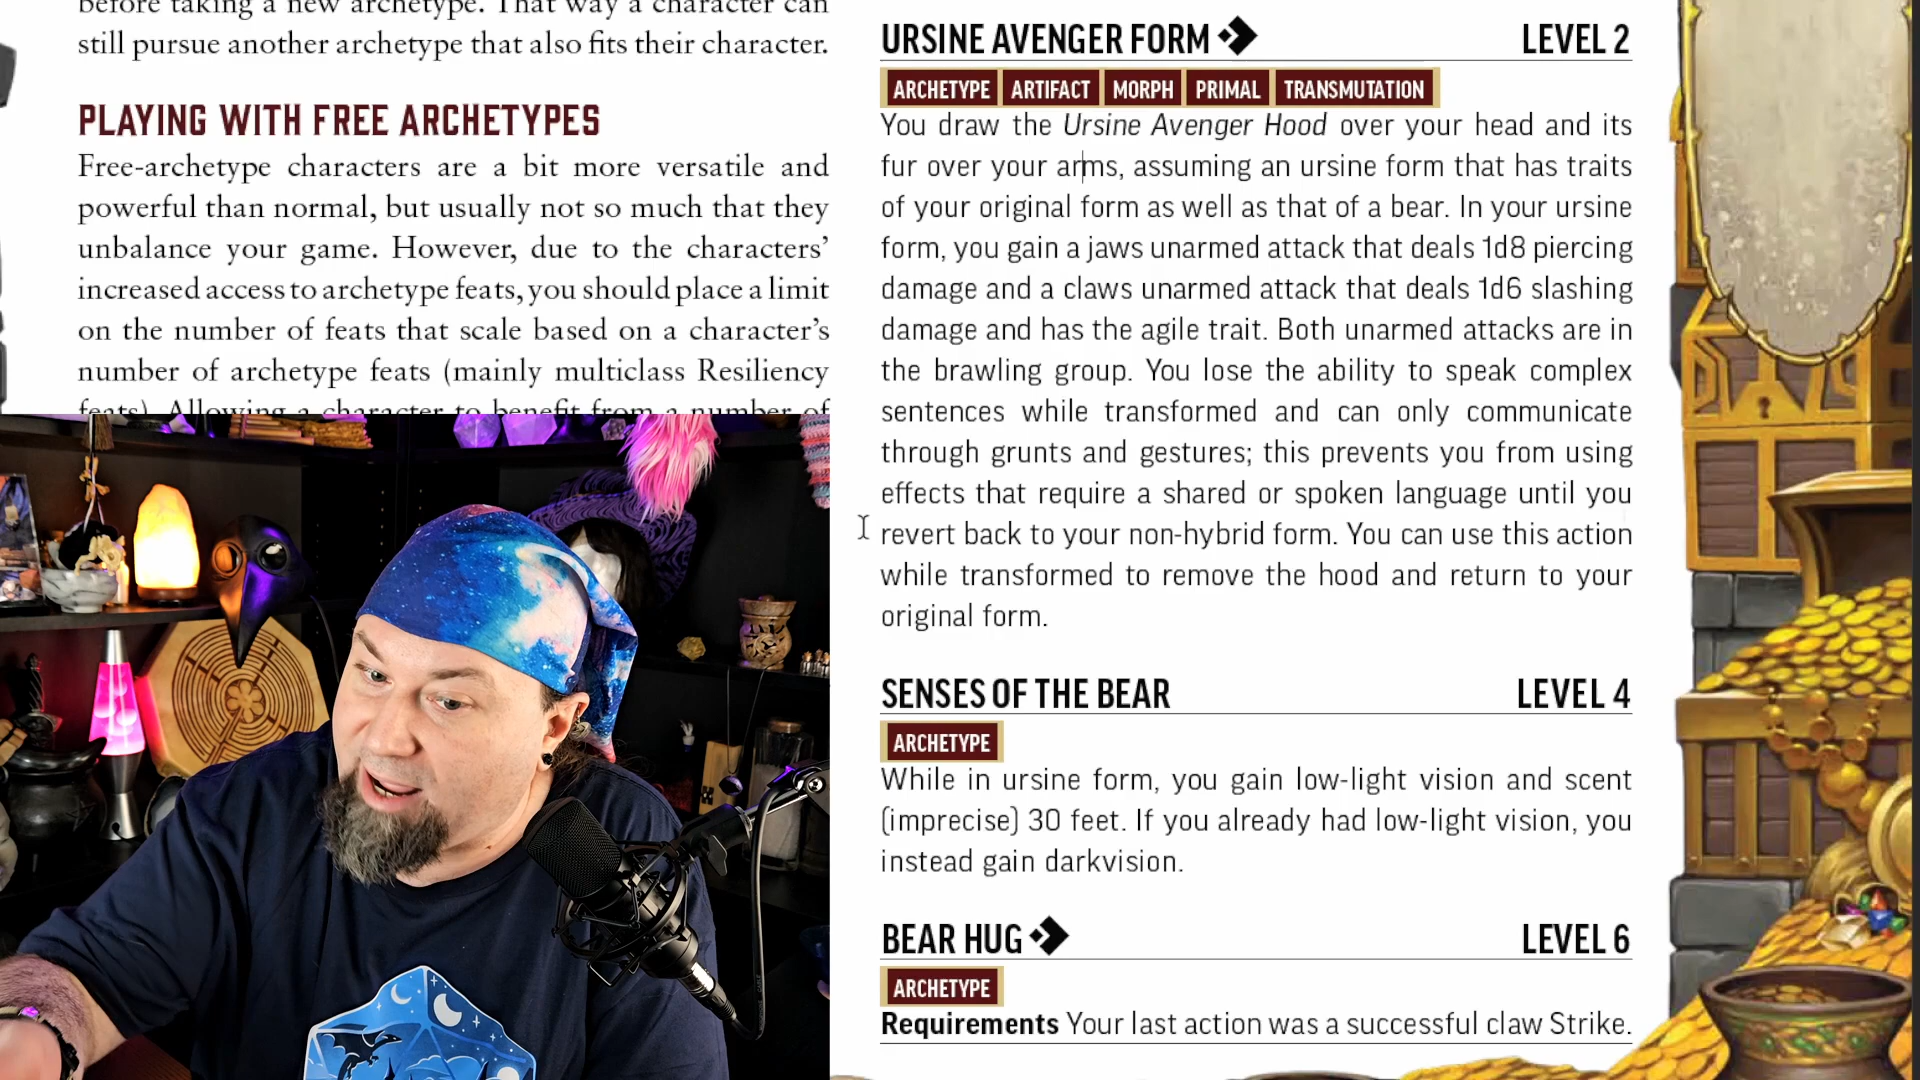 before taking a new archetype. That way a character can
still pursue another archetype that also fits their character.
PLAYING WITH FREE ARCHETYPES
Free-archetype characters are a bit more versatile and
powerful than normal, but usually not so much that they
unbalance your game. However, due to the characters’
increased access to archetype feats, you should place a limit
on the number of feats that scale based on a character’s
number of archetype feats (mainly multiclass Resiliency
feats). Allowing a character to benefit from a number of
URSINE AVENGER FORM
LEVEL 2
ARCHETYPE ARTIFACT MORPH PRIMAL TRANSMUTATION
You draw the Ursine Avenger Hood over your head and its
fur over your arms, assuming an ursine form that has traits
of your original form as well as that of a bear. In your ursine
form, you gain a jaws unarmed attack that deals 1d8 piercing
damage and a claws unarmed attack that deals 1d6 slashing
damage and has the agile trait. Both unarmed attacks are in
the brawling group. You lose the ability to speak complex
sentences while transformed and can only communicate
through grunts and gestures; this prevents you from using
effects that require a shared or spoken language until you
revert back to your non-hybrid form. You can use this action
while transformed to remove the hood and return to your
original form.
SENSES OF THE BEAR
LEVEL 4
ARCHETYPE
While in ursine form, you gain low-light vision and scent
(imprecise) 30 feet. If you already had low-light vision, you
instead gain darkvision.
BEAR HUG
LEVEL 6
ARCHETYPE
Requirements Your last action was a successful claw Strike.